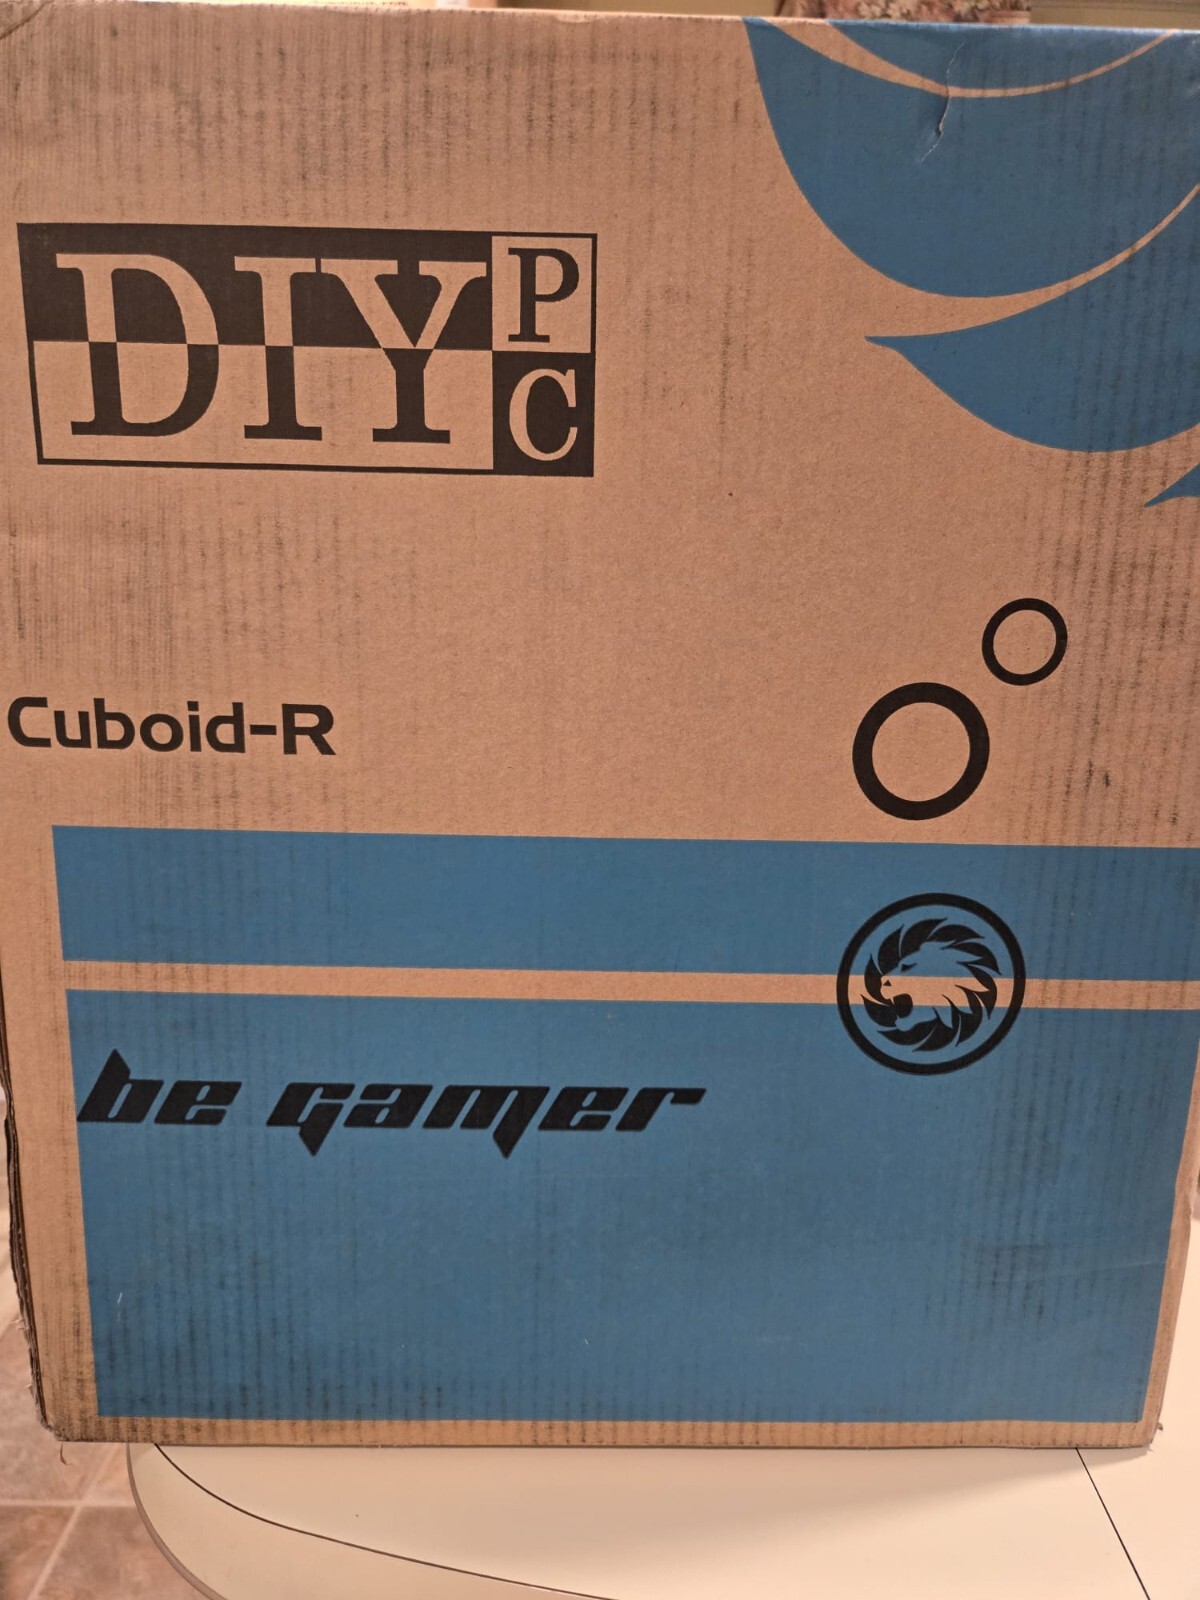 DIY PC
Cuboid-R
be gamer